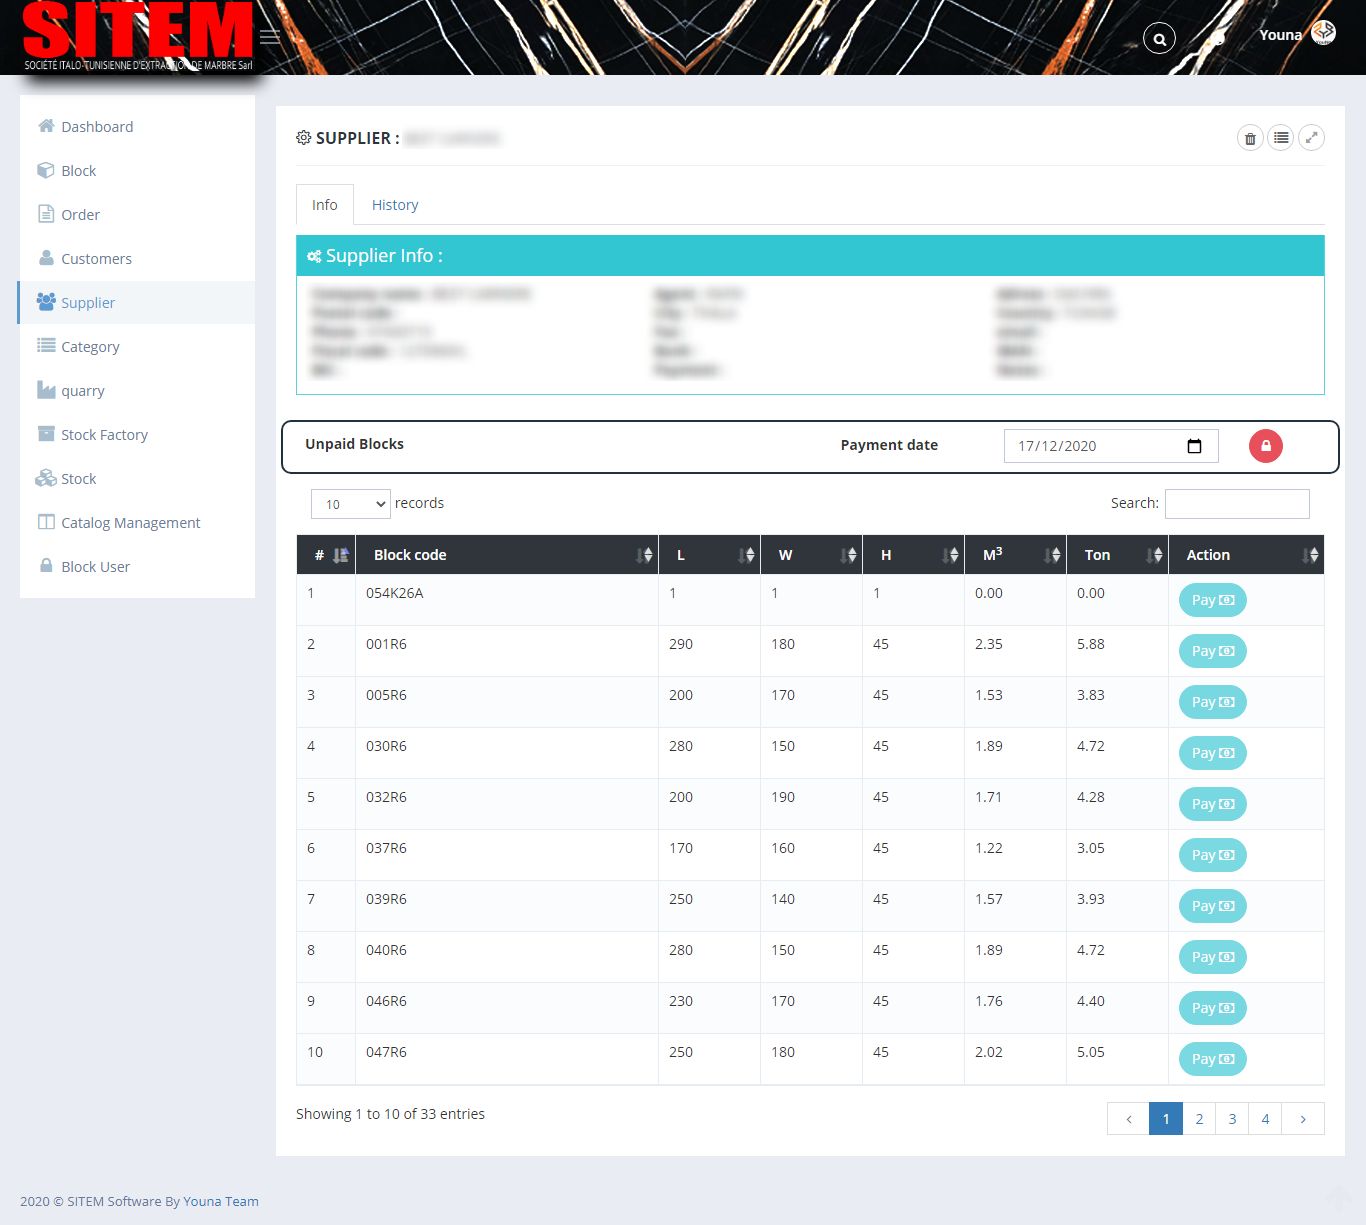 SITEM
SOCIÉTÉ ITALO-TUNISIENNE D'EXTRACTION DE MARBRE Sarl
Youna
Dashboard
Block
Order
Customers
Supplier
Category
quarry
Stock Factory
Stock
Catalog Management
Block User
SUPPLIER :
Info History
Supplier Info :
Unpaid Blocks Payment date 17/12/2020
10 records Search:
# Block code L W H M³ Ton Action
1 054K26A 1 1 1 0.00 0.00 Pay
2 001R6 290 180 45 2.35 5.88 Pay
3 005R6 200 170 45 1.53 3.83 Pay
4 030R6 280 150 45 1.89 4.72 Pay
5 032R6 200 190 45 1.71 4.28 Pay
6 037R6 170 160 45 1.22 3.05 Pay
7 039R6 250 140 45 1.57 3.93 Pay
8 040R6 280 150 45 1.89 4.72 Pay
9 046R6 230 170 45 1.76 4.40 Pay
10 047R6 250 180 45 2.02 5.05 Pay
Showing 1 to 10 of 33 entries
‹ 1 2 3 4 ›
2020 © SITEM Software By Youna Team